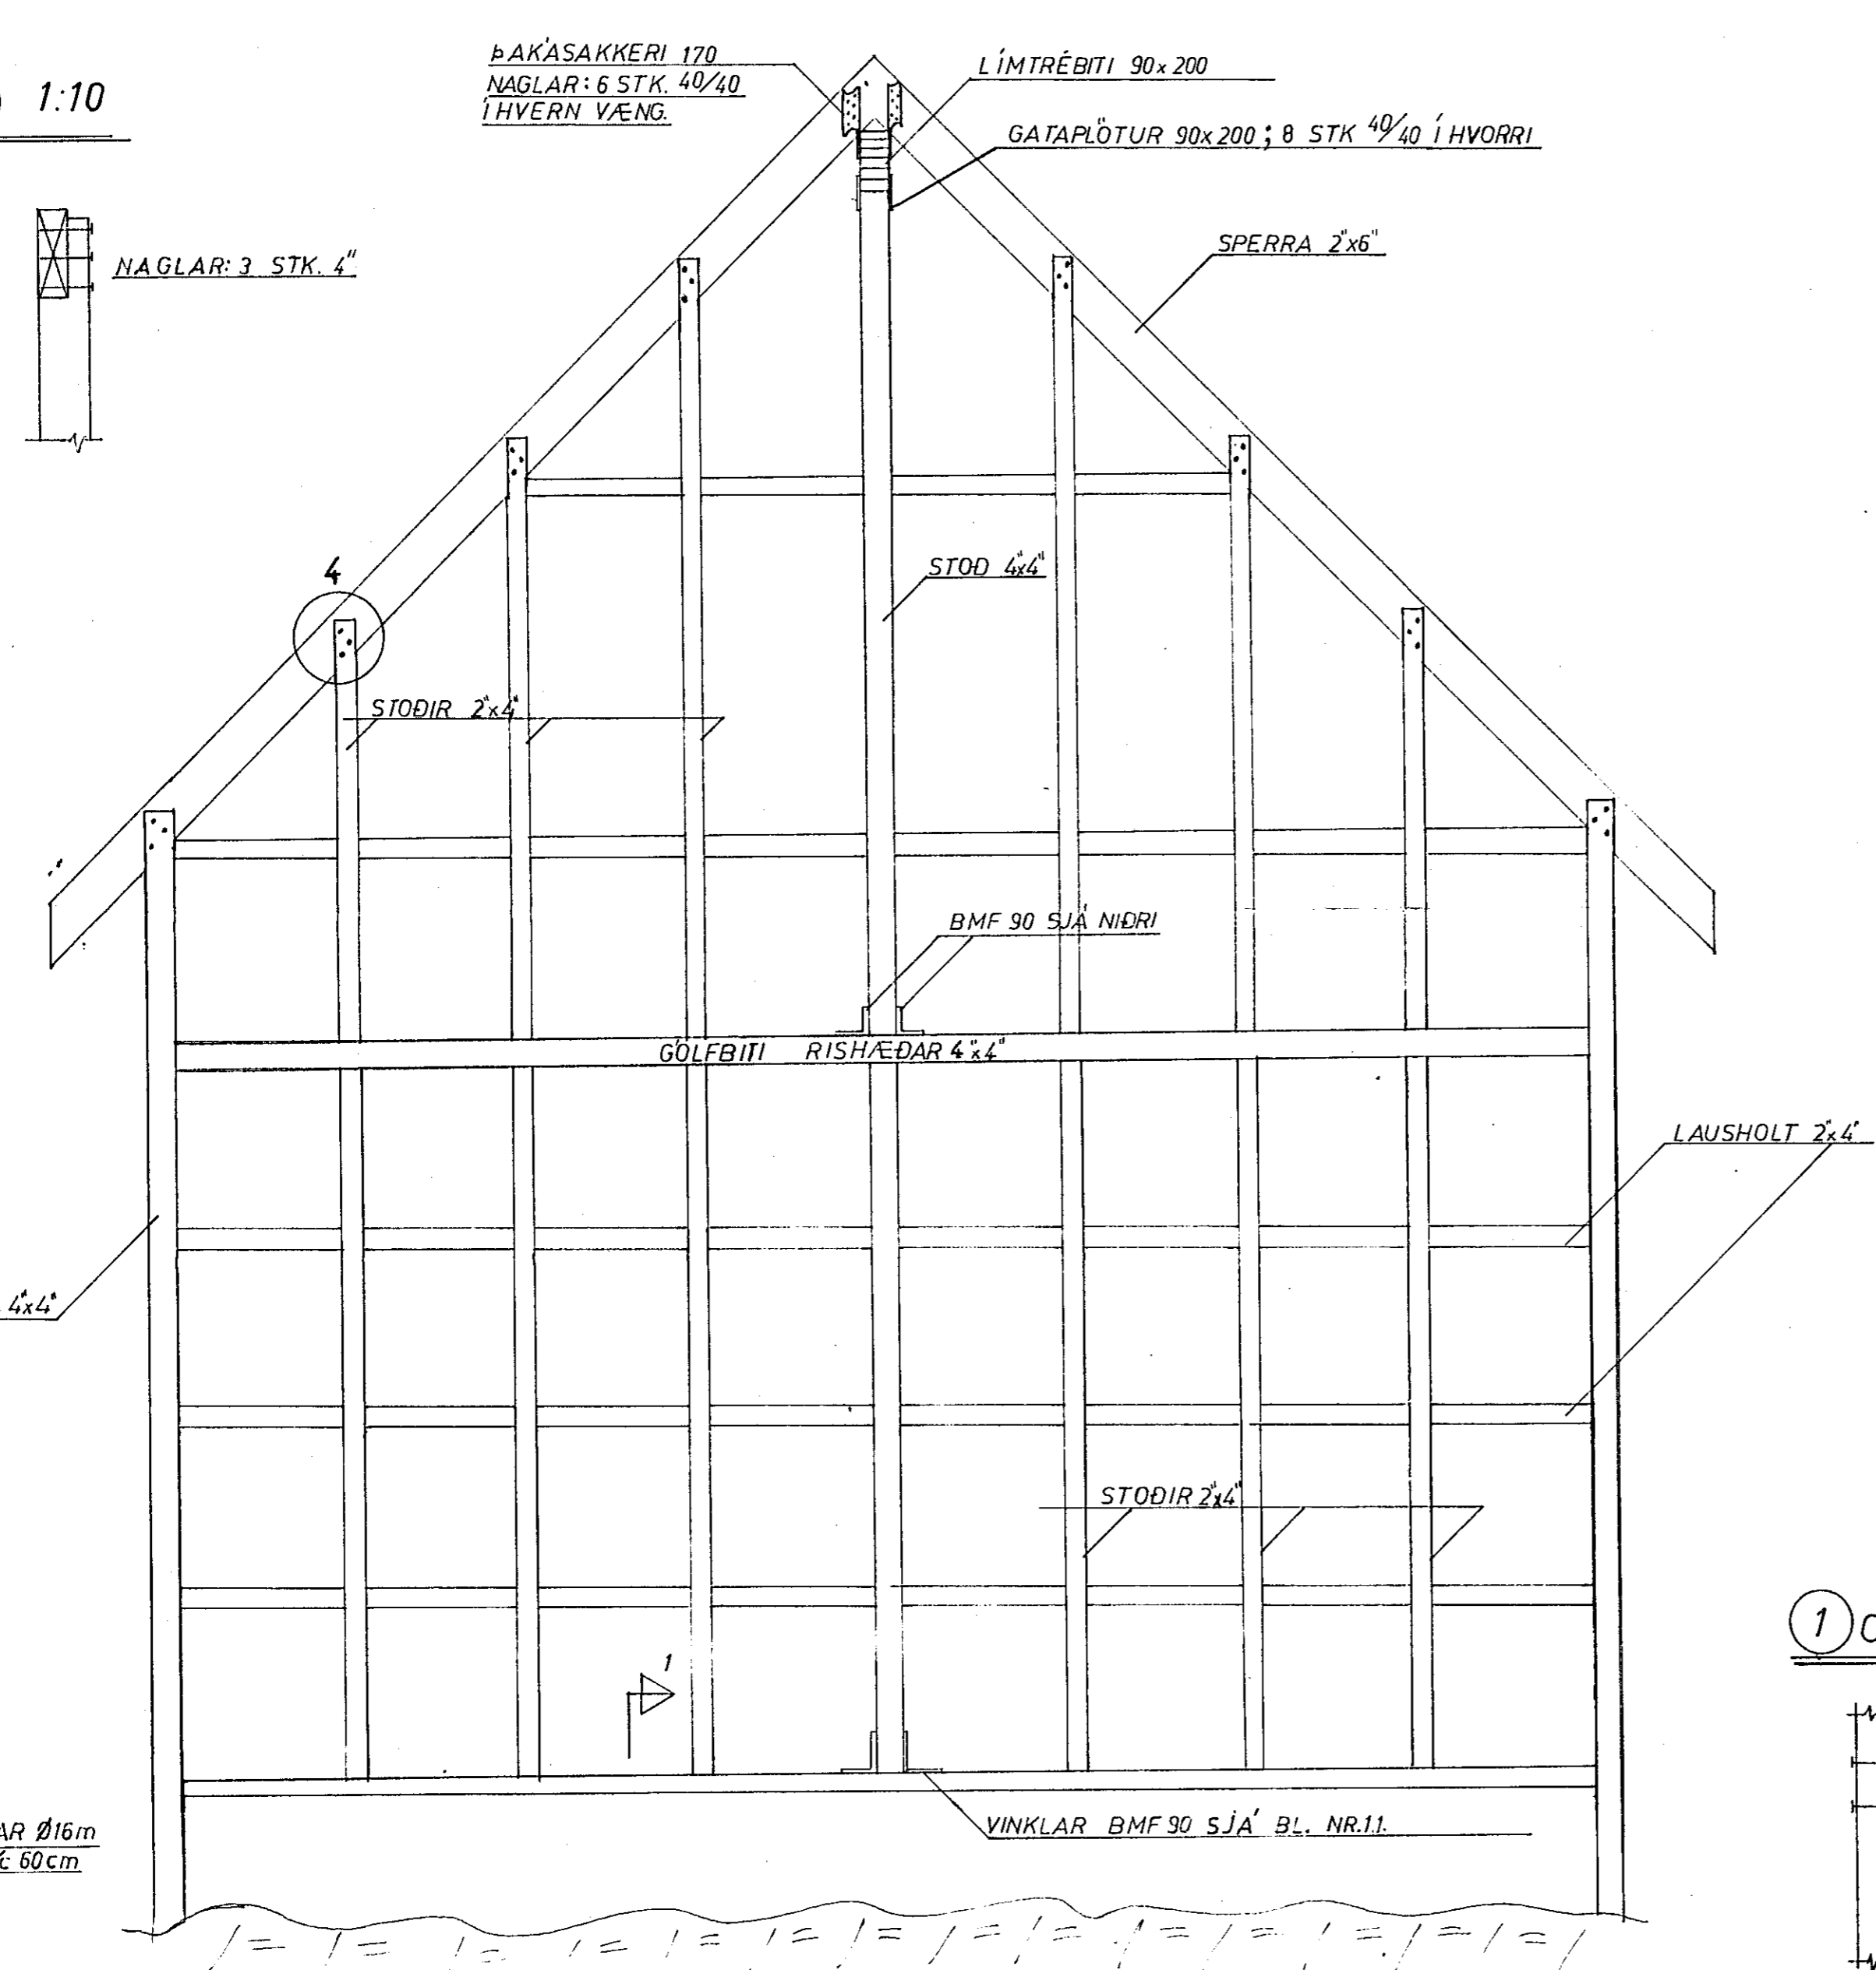 1:10
ÞAKÁSAKKERI 170
NAGLAR: 6 STK. 40/40
Í HVERN VÆNG.
LÍMTRÉBITI 90x200
GATAPLÖTUR 90x200 ; 8 STK 40/40 Í HVORRI
NAGLAR: 3 STK. 4"
SPERRA 2"x6"
4
STOÐ 4"x4"
STOÐIR 2"x4"
BMF 90 SJÁ NIÐRI
GÓLFBITI RISHÆÐAR 4"x4"
LAUSHOLT 2"x4"
4"x4"
STOÐIR 2"x4"
1
1
VINKLAR BMF 90 SJÁ BL. NR.1.1.
AR Ø16m
60cm